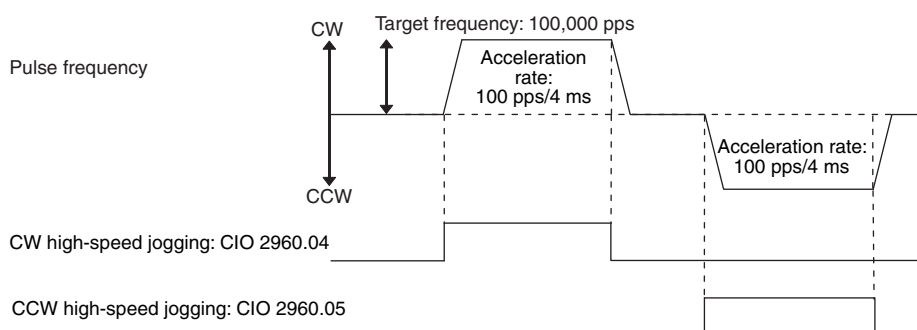 CW
Target frequency: 100,000 pps
Pulse frequency
Acceleration
rate:
100 pps/4 ms
Acceleration rate:
100 pps/4 ms
CCW
CW high-speed jogging: CIO 2960.04
CCW high-speed jogging: CIO 2960.05